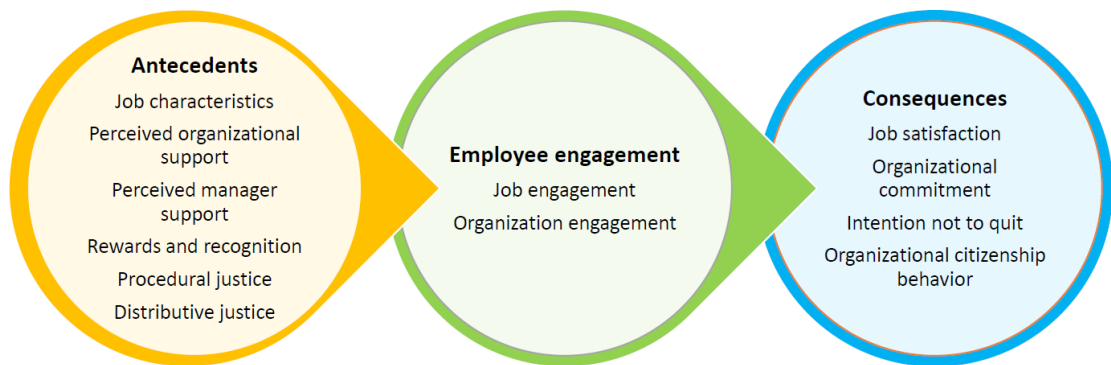 Antecedents
Job characteristics
Perceived organizational
support
Perceived manager
support
Rewards and recognition
Procedural justice
Distributive justice
Employee engagement
Job engagement
Organization engagement
Consequences
Job satisfaction
Organizational
commitment
Intention not to quit
Organizational citizenship
behavior